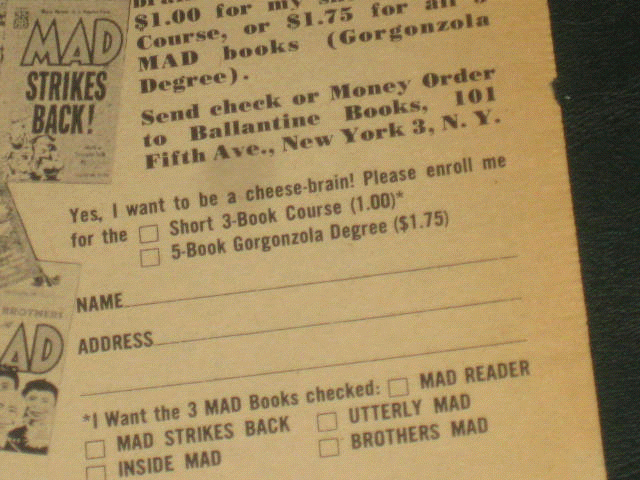 $1.00 for my
Course, or $1.75 for all 5
MAD books (Gorgonzola
Degree).
Send check or Money Order
to Ballantine Books, 101
Fifth Ave., New York 3, N. Y.
Yes, I want to be a cheese-brain! Please enroll me
for the Short 3-Book Course (1.00)*
5-Book Gorgonzola Degree ($1.75)
NAME
ADDRESS
*I Want the 3 MAD Books checked: MAD READER
MAD STRIKES BACK UTTERLY MAD
INSIDE MAD BROTHERS MAD
MAD
STRIKES
BACK!
BROTHERS
AD